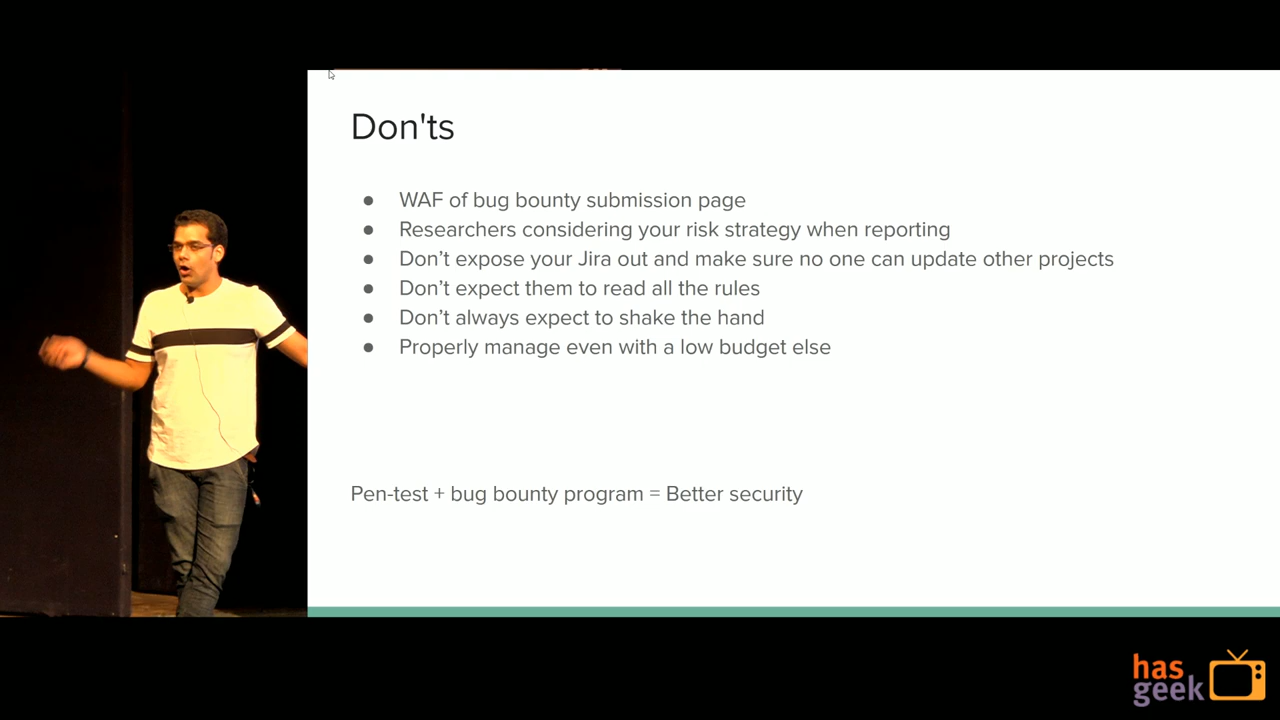 Don'ts
● WAF of bug bounty submission page
● Researchers considering your risk strategy when reporting
● Don’t expose your Jira out and make sure no one can update other projects
● Don’t expect them to read all the rules
● Don’t always expect to shake the hand
● Properly manage even with a low budget else
Pen-test + bug bounty program = Better security
has
geek